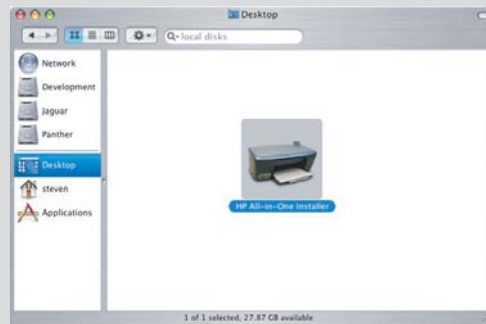 Desktop
local disks
Network
Development
Jaguar
Panther
Desktop
steven
Applications
HP All-in-One Installer
1 of 1 selected, 27.87 GB available